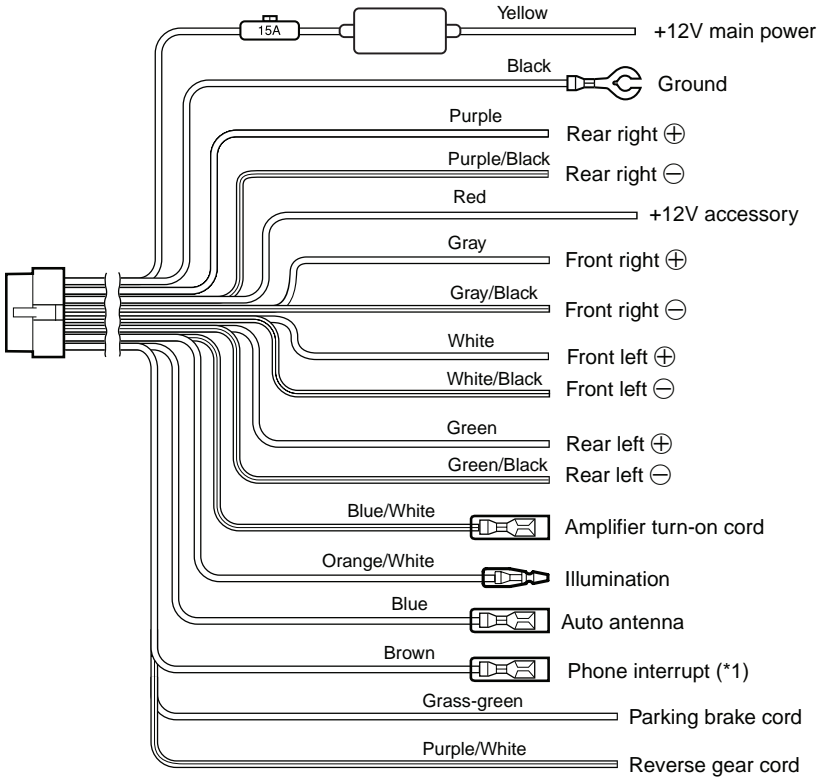 Yellow
15A
+12V main power
Black
Ground
Purple
Rear right ⊕
Purple/Black
Rear right ⊖
Red
+12V accessory
Gray
Front right ⊕
Gray/Black
Front right ⊖
White
Front left ⊕
White/Black
Front left ⊖
Green
Rear left ⊕
Green/Black
Rear left ⊖
Blue/White
Amplifier turn-on cord
Orange/White
Illumination
Blue
Auto antenna
Brown
Phone interrupt (*1)
Grass-green
Parking brake cord
Purple/White
Reverse gear cord